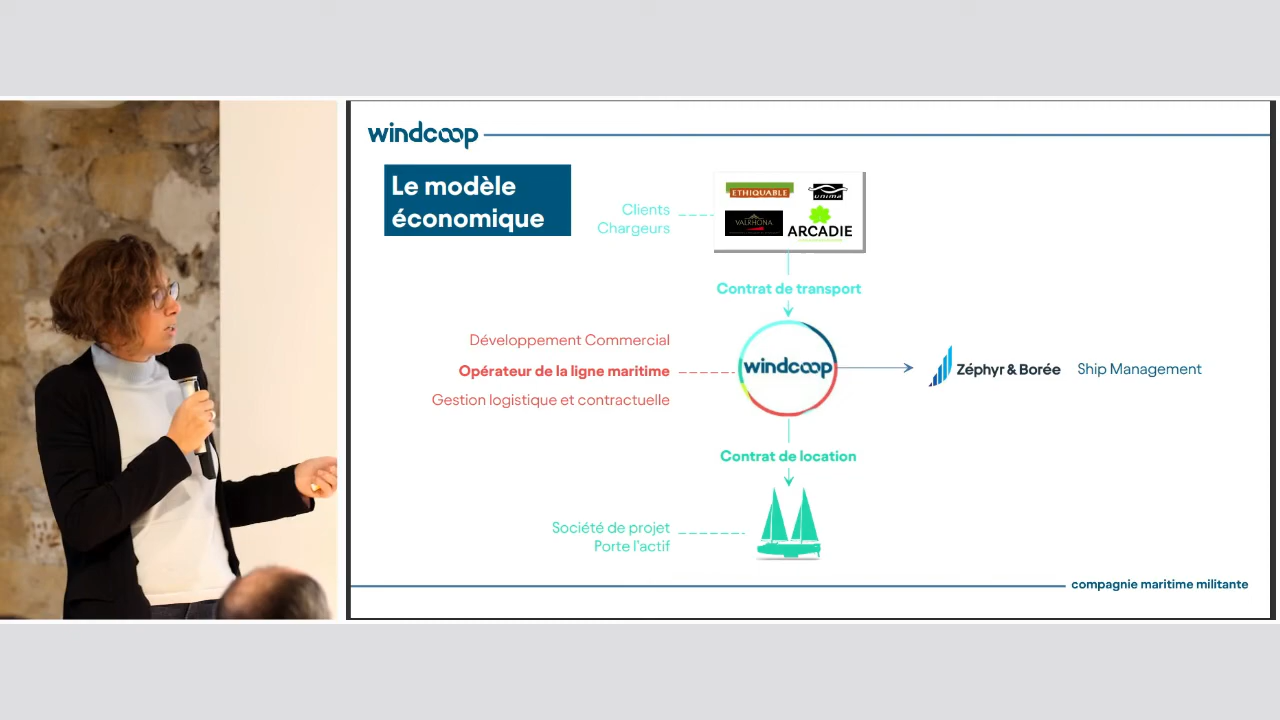 windcoop
Le modèle
économique
Clients
Chargeurs
ETHIQUABLE
unima
VALRHONA
ARCADIE
Contrat de transport
Développement Commercial
Opérateur de la ligne maritime
Gestion logistique et contractuelle
windcoop
Zéphyr & Borée
Ship Management
Contrat de location
Société de projet
Porte l'actif
compagnie maritime militante